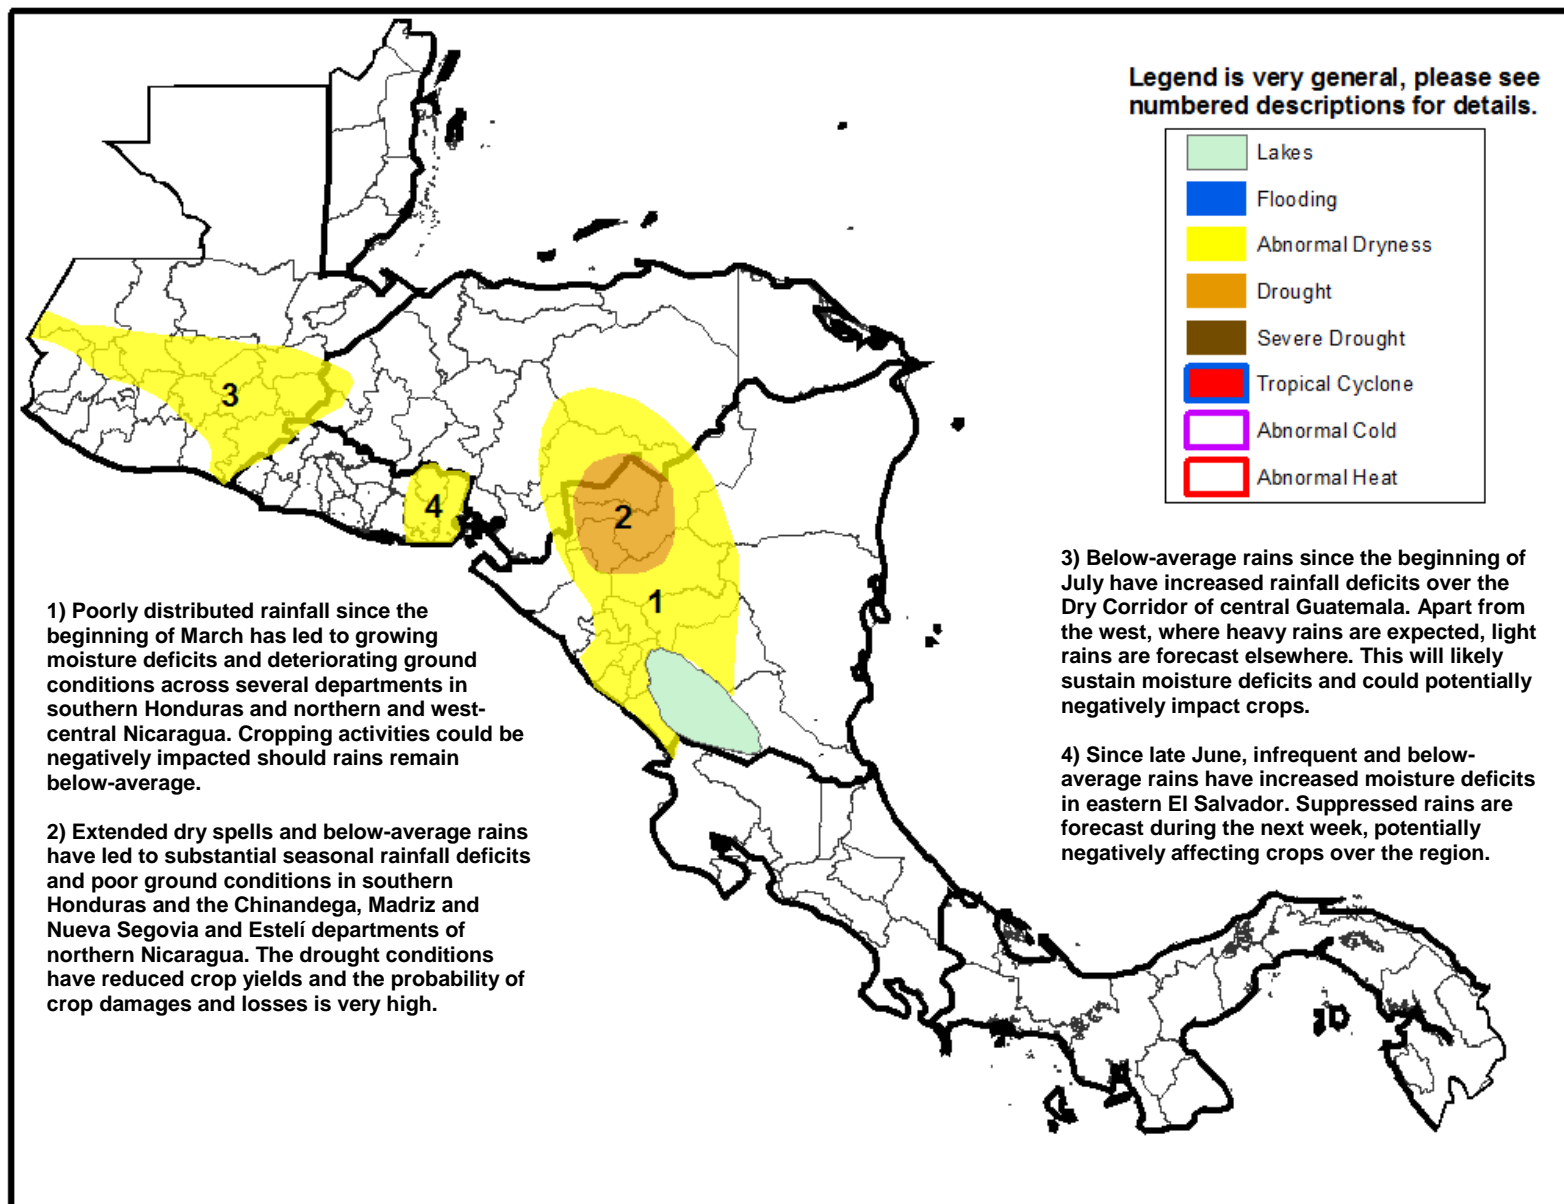 Legend is very general, please see
numbered descriptions for details.
Lakes
Flooding
Abnormal Dryness
Drought
Severe Drought
Tropical Cyclone
Abnormal Cold
Abnormal Heat
3
4
2
1
1) Poorly distributed rainfall since the
beginning of March has led to growing
moisture deficits and deteriorating ground
conditions across several departments in
southern Honduras and northern and west-
central Nicaragua. Cropping activities could be
negatively impacted should rains remain
below-average.
2) Extended dry spells and below-average rains
have led to substantial seasonal rainfall deficits
and poor ground conditions in southern
Honduras and the Chinandega, Madriz and
Nueva Segovia and Estelí departments of
northern Nicaragua. The drought conditions
have reduced crop yields and the probability of
crop damages and losses is very high.
3) Below-average rains since the beginning of
July have increased rainfall deficits over the
Dry Corridor of central Guatemala. Apart from
the west, where heavy rains are expected, light
rains are forecast elsewhere. This will likely
sustain moisture deficits and could potentially
negatively impact crops.
4) Since late June, infrequent and below-
average rains have increased moisture deficits
in eastern El Salvador. Suppressed rains are
forecast during the next week, potentially
negatively affecting crops over the region.